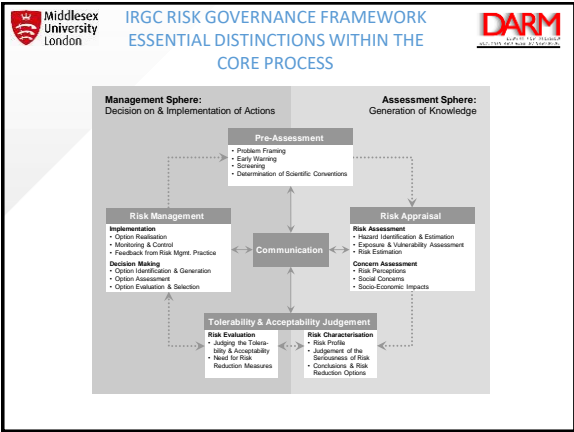 Middlesex
University
London
IRGC RISK GOVERNANCE FRAMEWORK
ESSENTIAL DISTINCTIONS WITHIN THE
CORE PROCESS
DARM
Management Sphere:
Decision on & Implementation of Actions
Assessment Sphere:
Generation of Knowledge
Pre-Assessment
• Problem Framing
• Early Warning
• Screening
• Determination of Scientific Conventions
Risk Management
Implementation
• Option Realisation
• Monitoring & Control
• Feedback from Risk Mgmt. Practice
Decision Making
• Option Identification & Generation
• Option Assessment
• Option Evaluation & Selection
Communication
Risk Appraisal
Risk Assessment
• Hazard Identification & Estimation
• Exposure & Vulnerability Assessment
• Risk Estimation
Concern Assessment
• Risk Perceptions
• Social Concerns
• Socio-Economic Impacts
Tolerability & Acceptability Judgement
Risk Evaluation
• Judging the Tolera-
bility & Acceptability
• Need for Risk
Reduction Measures
Risk Characterisation
• Risk Profile
• Judgement of the
Seriousness of Risk
• Conclusions & Risk
Reduction Options